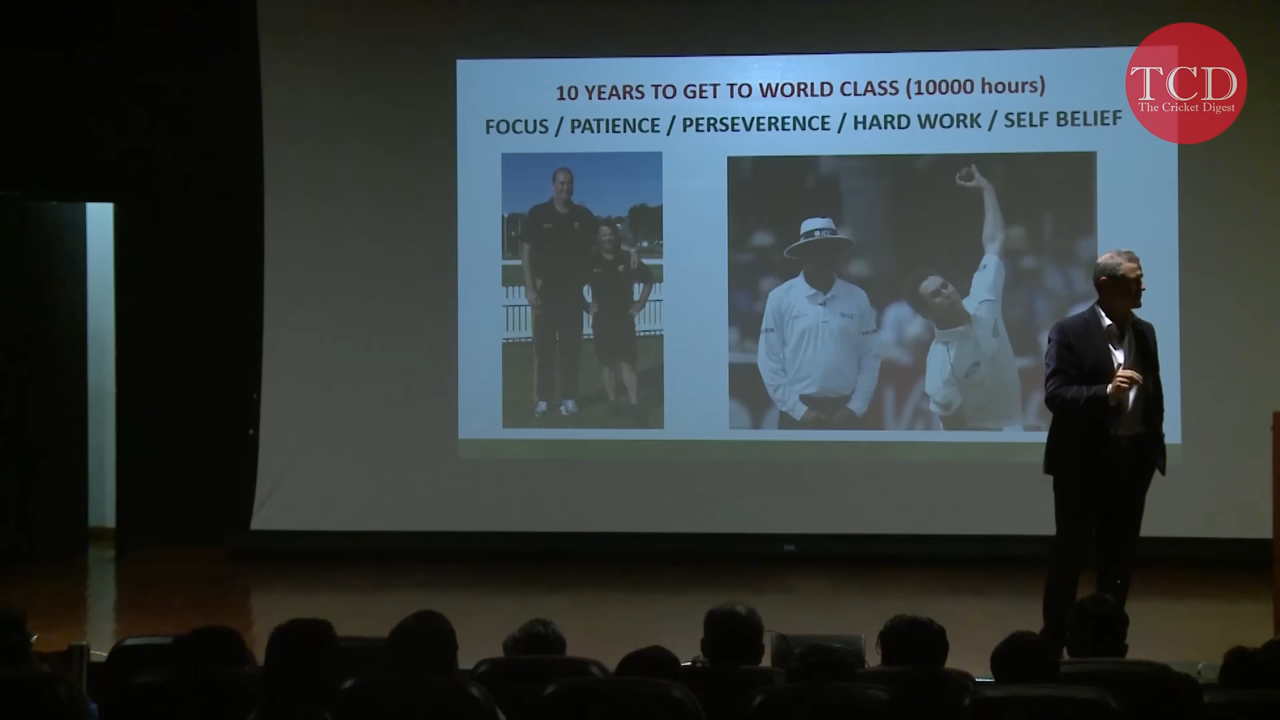 10 YEARS TO GET TO WORLD CLASS (10000 hours)
FOCUS / PATIENCE / PERSEVERENCE / HARD WORK / SELF BELIEF
TCD
The Cricket Digest